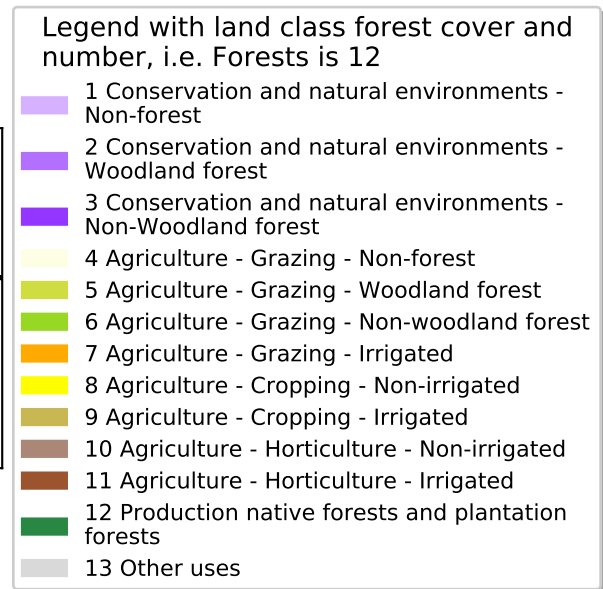 Legend with land class forest cover and
number, i.e. Forests is 12
1 Conservation and natural environments -
Non-forest
2 Conservation and natural environments -
Woodland forest
3 Conservation and natural environments -
Non-Woodland forest
4 Agriculture - Grazing - Non-forest
5 Agriculture - Grazing - Woodland forest
6 Agriculture - Grazing - Non-woodland forest
7 Agriculture - Grazing - Irrigated
8 Agriculture - Cropping - Non-irrigated
9 Agriculture - Cropping - Irrigated
10 Agriculture - Horticulture - Non-irrigated
11 Agriculture - Horticulture - Irrigated
12 Production native forests and plantation
forests
13 Other uses